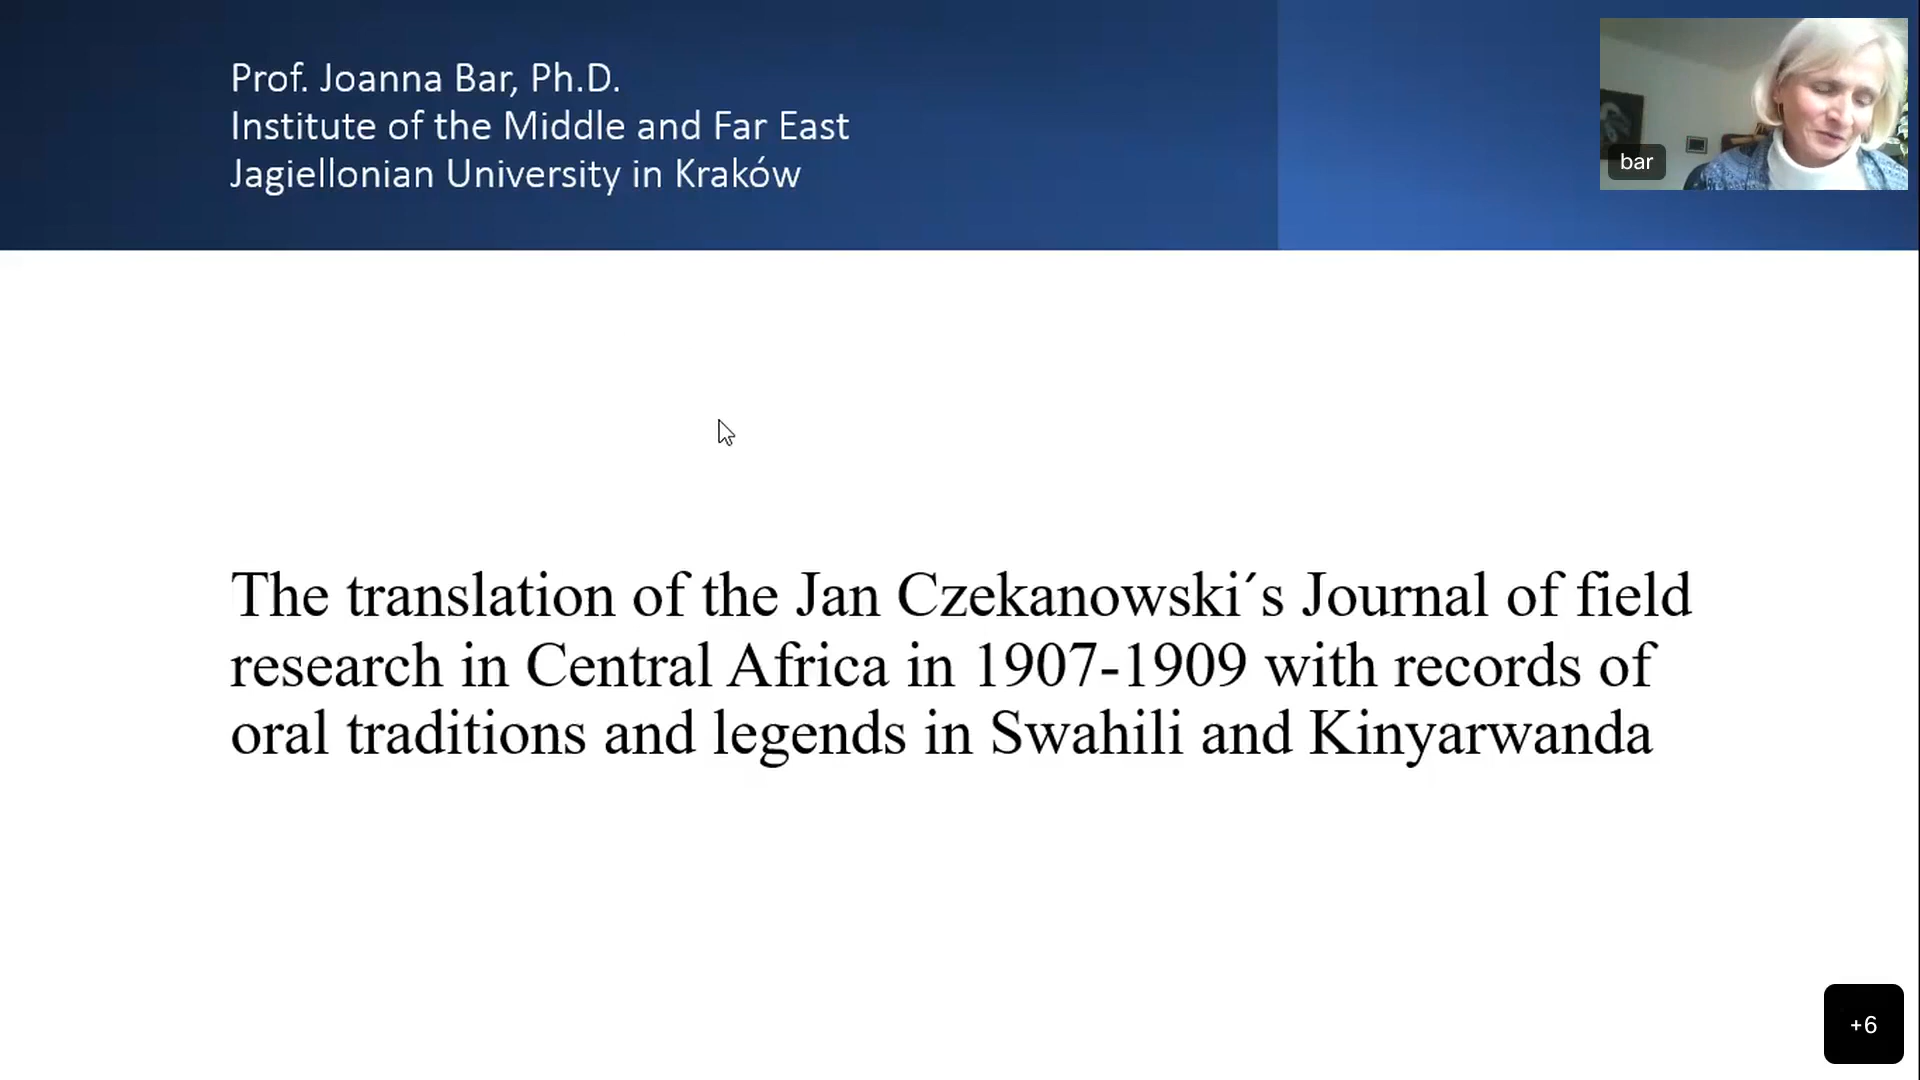 Prof. Joanna Bar, Ph.D.
Institute of the Middle and Far East
Jagiellonian University in Kraków
bar
The translation of the Jan Czekanowski´s Journal of field
research in Central Africa in 1907-1909 with records of
oral traditions and legends in Swahili and Kinyarwanda
+6